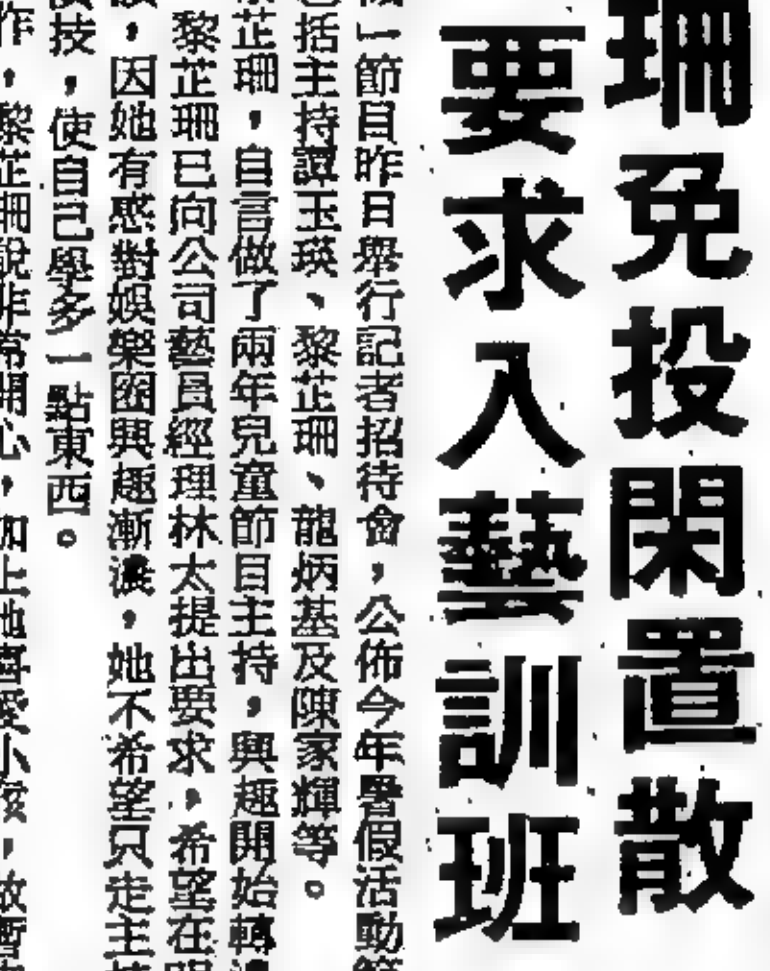 珊免投閑置散
要求入藝訓班
」節目昨日舉行記者招待會，公佈今年暑假活動
括主持譚玉瑛、黎芷珊、龍炳基及陳家輝等。
芷珊，自言做了兩年兒童節目主持，興趣開始轉
黎芷珊已向公司藝員經理林太提出要求，希望在
，因她有感對娛樂圈興趣漸濃，她不希望只走主
技，使自己學多一點東西。
作，黎芷珊說非常開心，加上她喜愛小孩，故暫